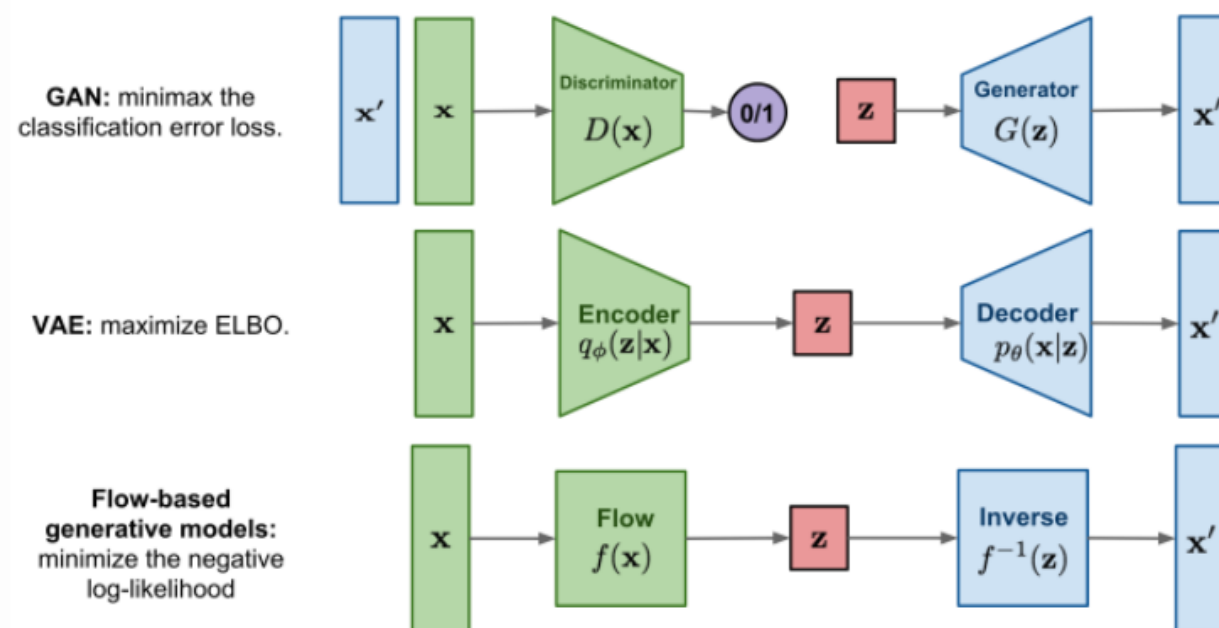 GAN: minimax the
classification error loss.
x′
x
Discriminator
D(x)
0/1
z
Generator
G(z)
x′
VAE: maximize ELBO.
x
Encoder
qϕ(z|x)
z
Decoder
pθ(x|z)
x′
Flow-based
generative models:
minimize the negative
log-likelihood
x
Flow
f(x)
z
Inverse
f⁻¹(z)
x′